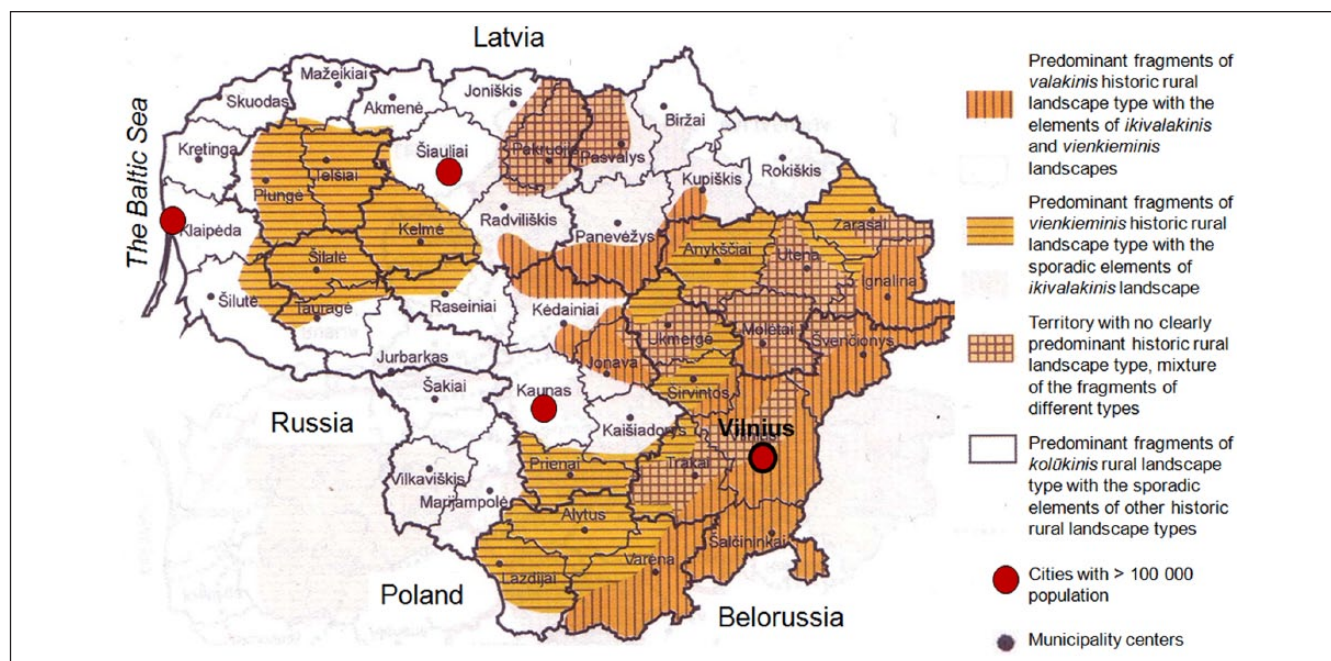 Latvia
Mažeikiai
Skuodas
Akmenė
Joniškis
Biržai
The Baltic Sea
Kretinga
Šiauliai
Pakruojis
Pasvalys
Rokiškis
Telšiai
Plungė
Kupiškis
Radviliškis
Klaipėda
Kelmė
Panevėžys
Zarasai
Anykščiai
Utena
Šilalė
Ignalina
Šilutė
Raseiniai
Tauragė
Kėdainiai
Ukmergė
Molėtai
Švenčionys
Jurbarkas
Jonava
Šakiai
Kaunas
Širvintos
Russia
Kaišiadorys
Vilnius
Prienai
Trakai
Vilkaviškis
Marijampolė
Alytus
Šalčininkai
Varėna
Lazdijai
Poland
Belorussia
Predominant fragments of
valakinis historic rural
landscape type with the
elements of ikivalakinis
and vienkieminis
landscapes
Predominant fragments of
vienkieminis historic rural
landscape type with the
sporadic elements of
ikivalakinis landscape
Territory with no clearly
predominant historic rural
landscape type, mixture
of the fragments of
different types
Predominant fragments of
kolūkinis rural landscape
type with the sporadic
elements of other historic
rural landscape types
Cities with > 100 000
population
Municipality centers